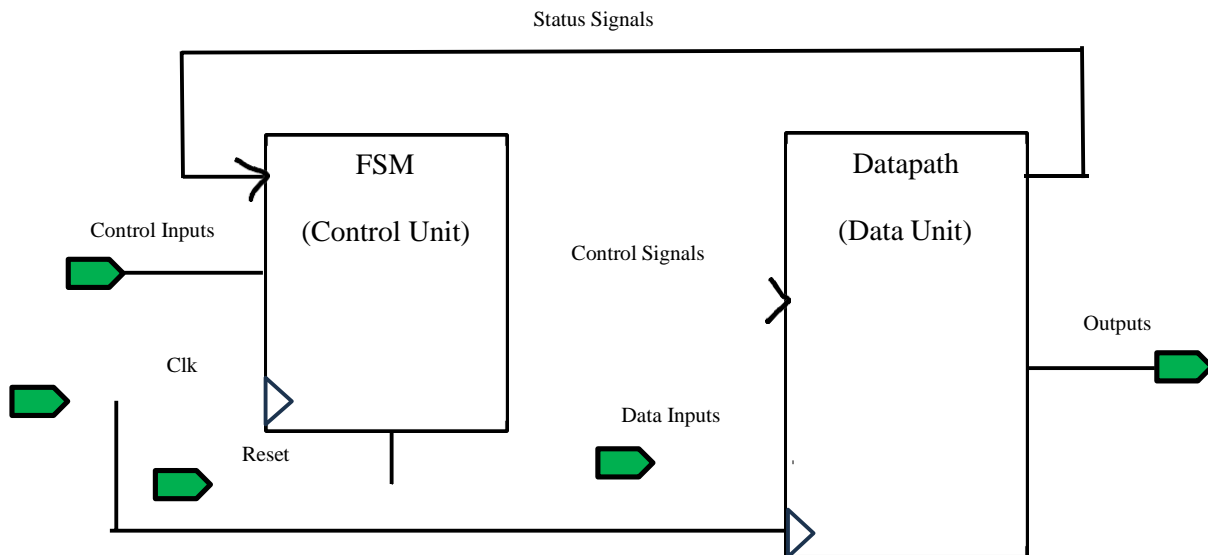 Status Signals
FSM
(Control Unit)
Datapath
(Data Unit)
Control Inputs
Control Signals
Outputs
Clk
Data Inputs
Reset